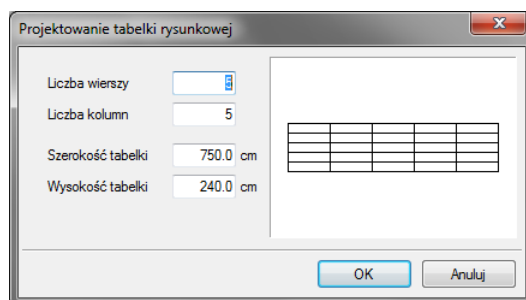 Projektowanie tabelki rysunkowej
Liczba wierszy 5
Liczba kolumn 5
Szerokość tabelki 750.0 cm
Wysokość tabelki 240.0 cm
OK Anuluj